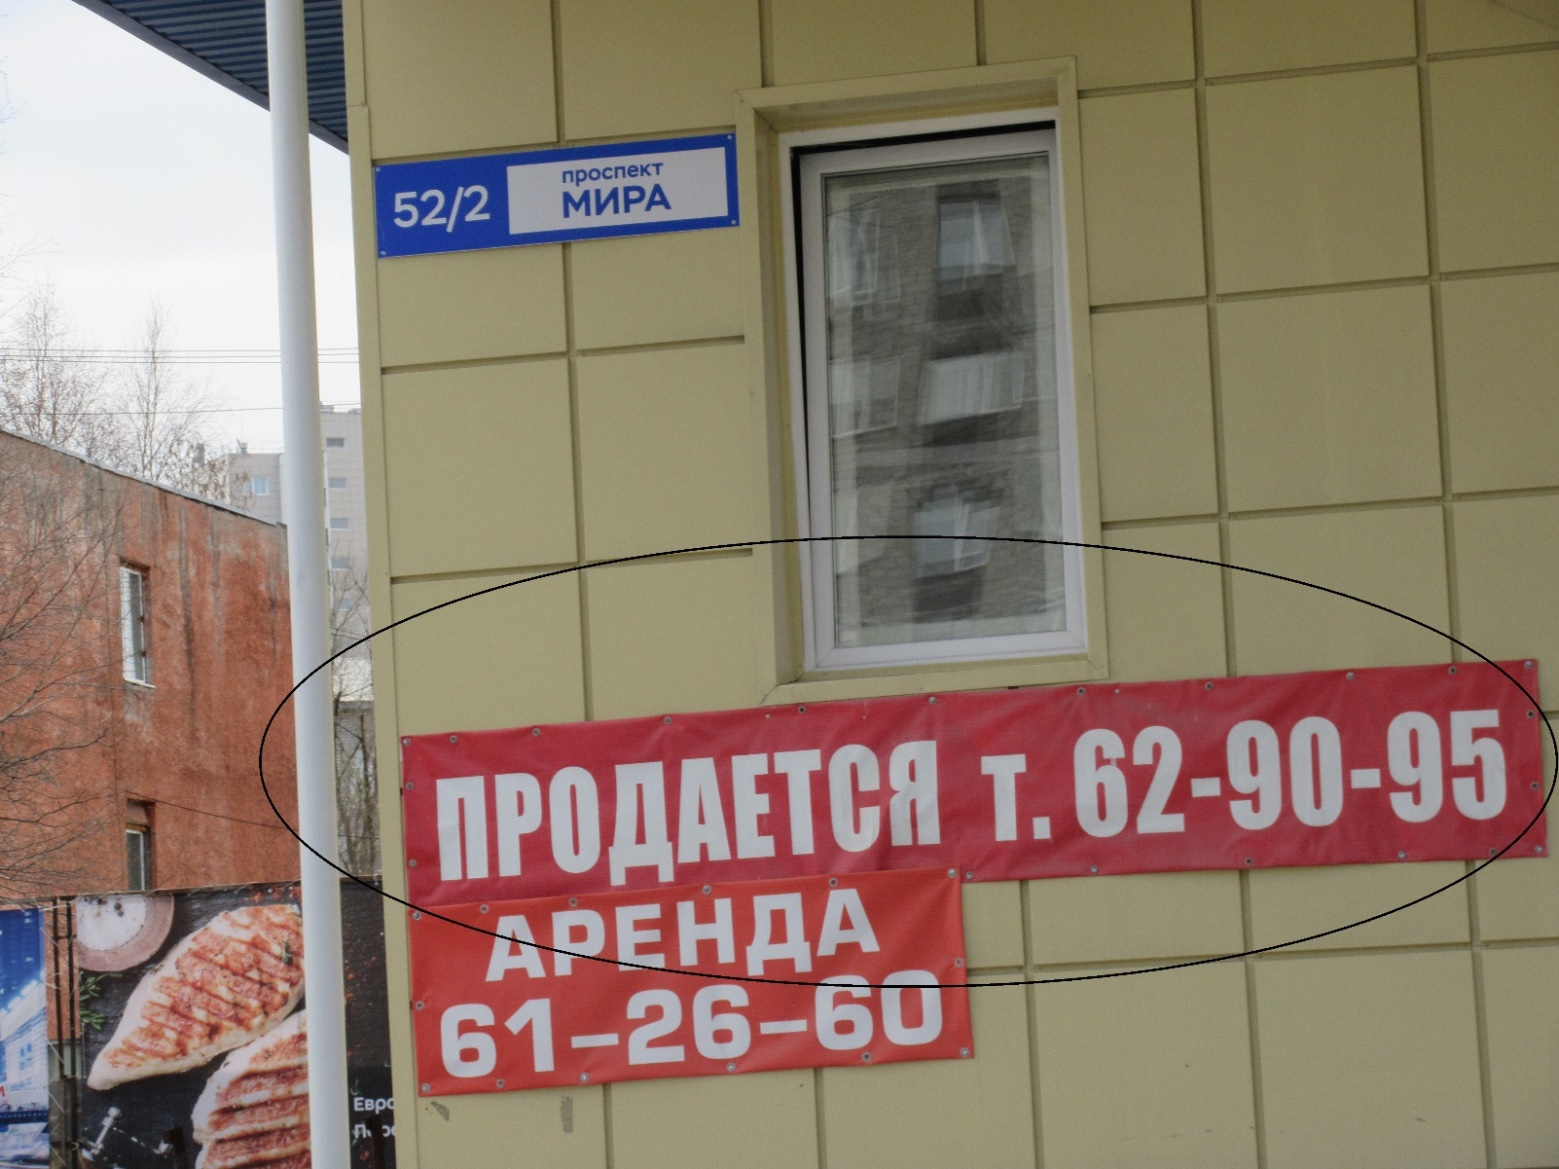 52/2
проспект
МИРА
ПРОДАЕТСЯ т. 62-90-95
АРЕНДА
61-26-60